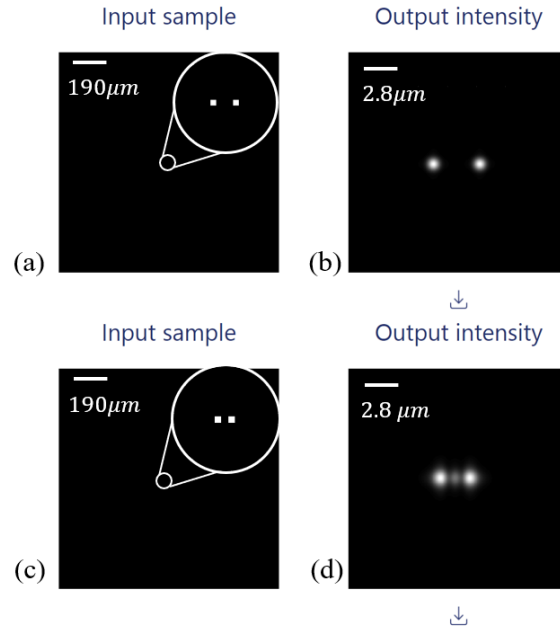 Input sample
Output intensity
190μm
2.8μm
(a)
(b)
Input sample
Output intensity
190μm
2.8 μm
(c)
(d)